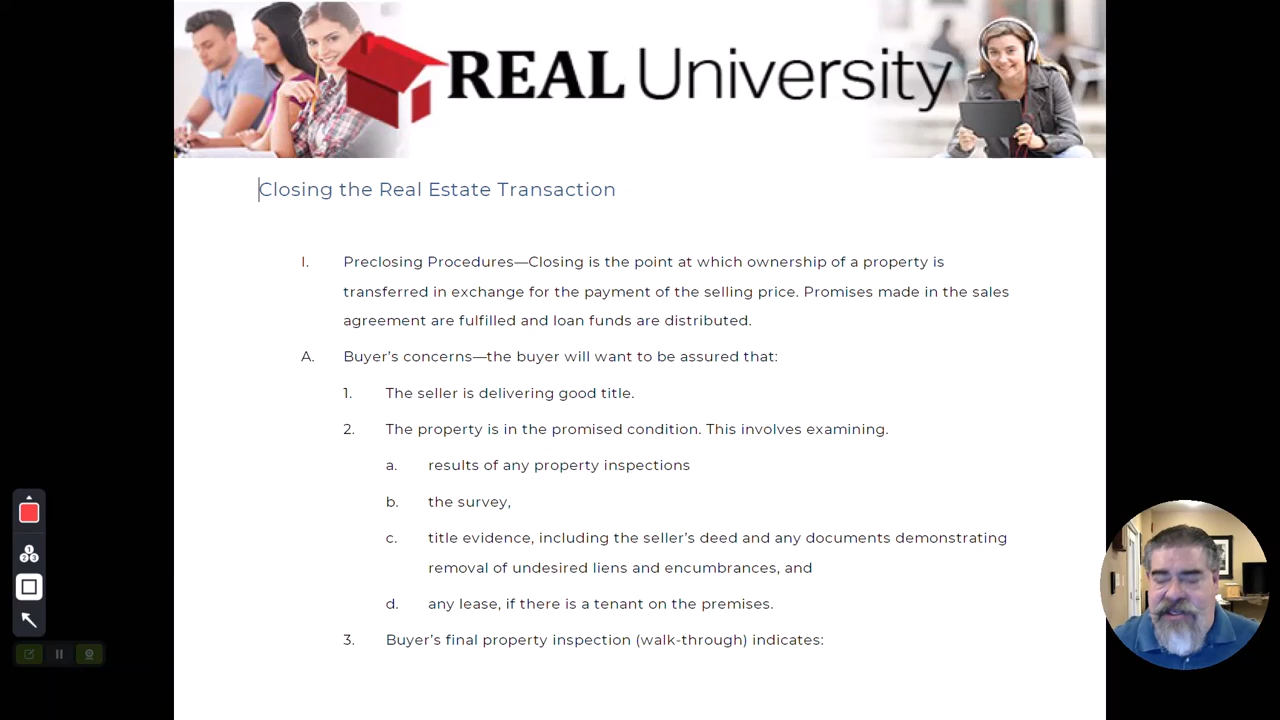 REAL University
Closing the Real Estate Transaction
I. Preclosing Procedures—Closing is the point at which ownership of a property is
transferred in exchange for the payment of the selling price. Promises made in the sales
agreement are fulfilled and loan funds are distributed.
A. Buyer’s concerns—the buyer will want to be assured that:
1. The seller is delivering good title.
2. The property is in the promised condition. This involves examining.
a. results of any property inspections
b. the survey,
c. title evidence, including the seller’s deed and any documents demonstrating
removal of undesired liens and encumbrances, and
d. any lease, if there is a tenant on the premises.
3. Buyer’s final property inspection (walk-through) indicates: